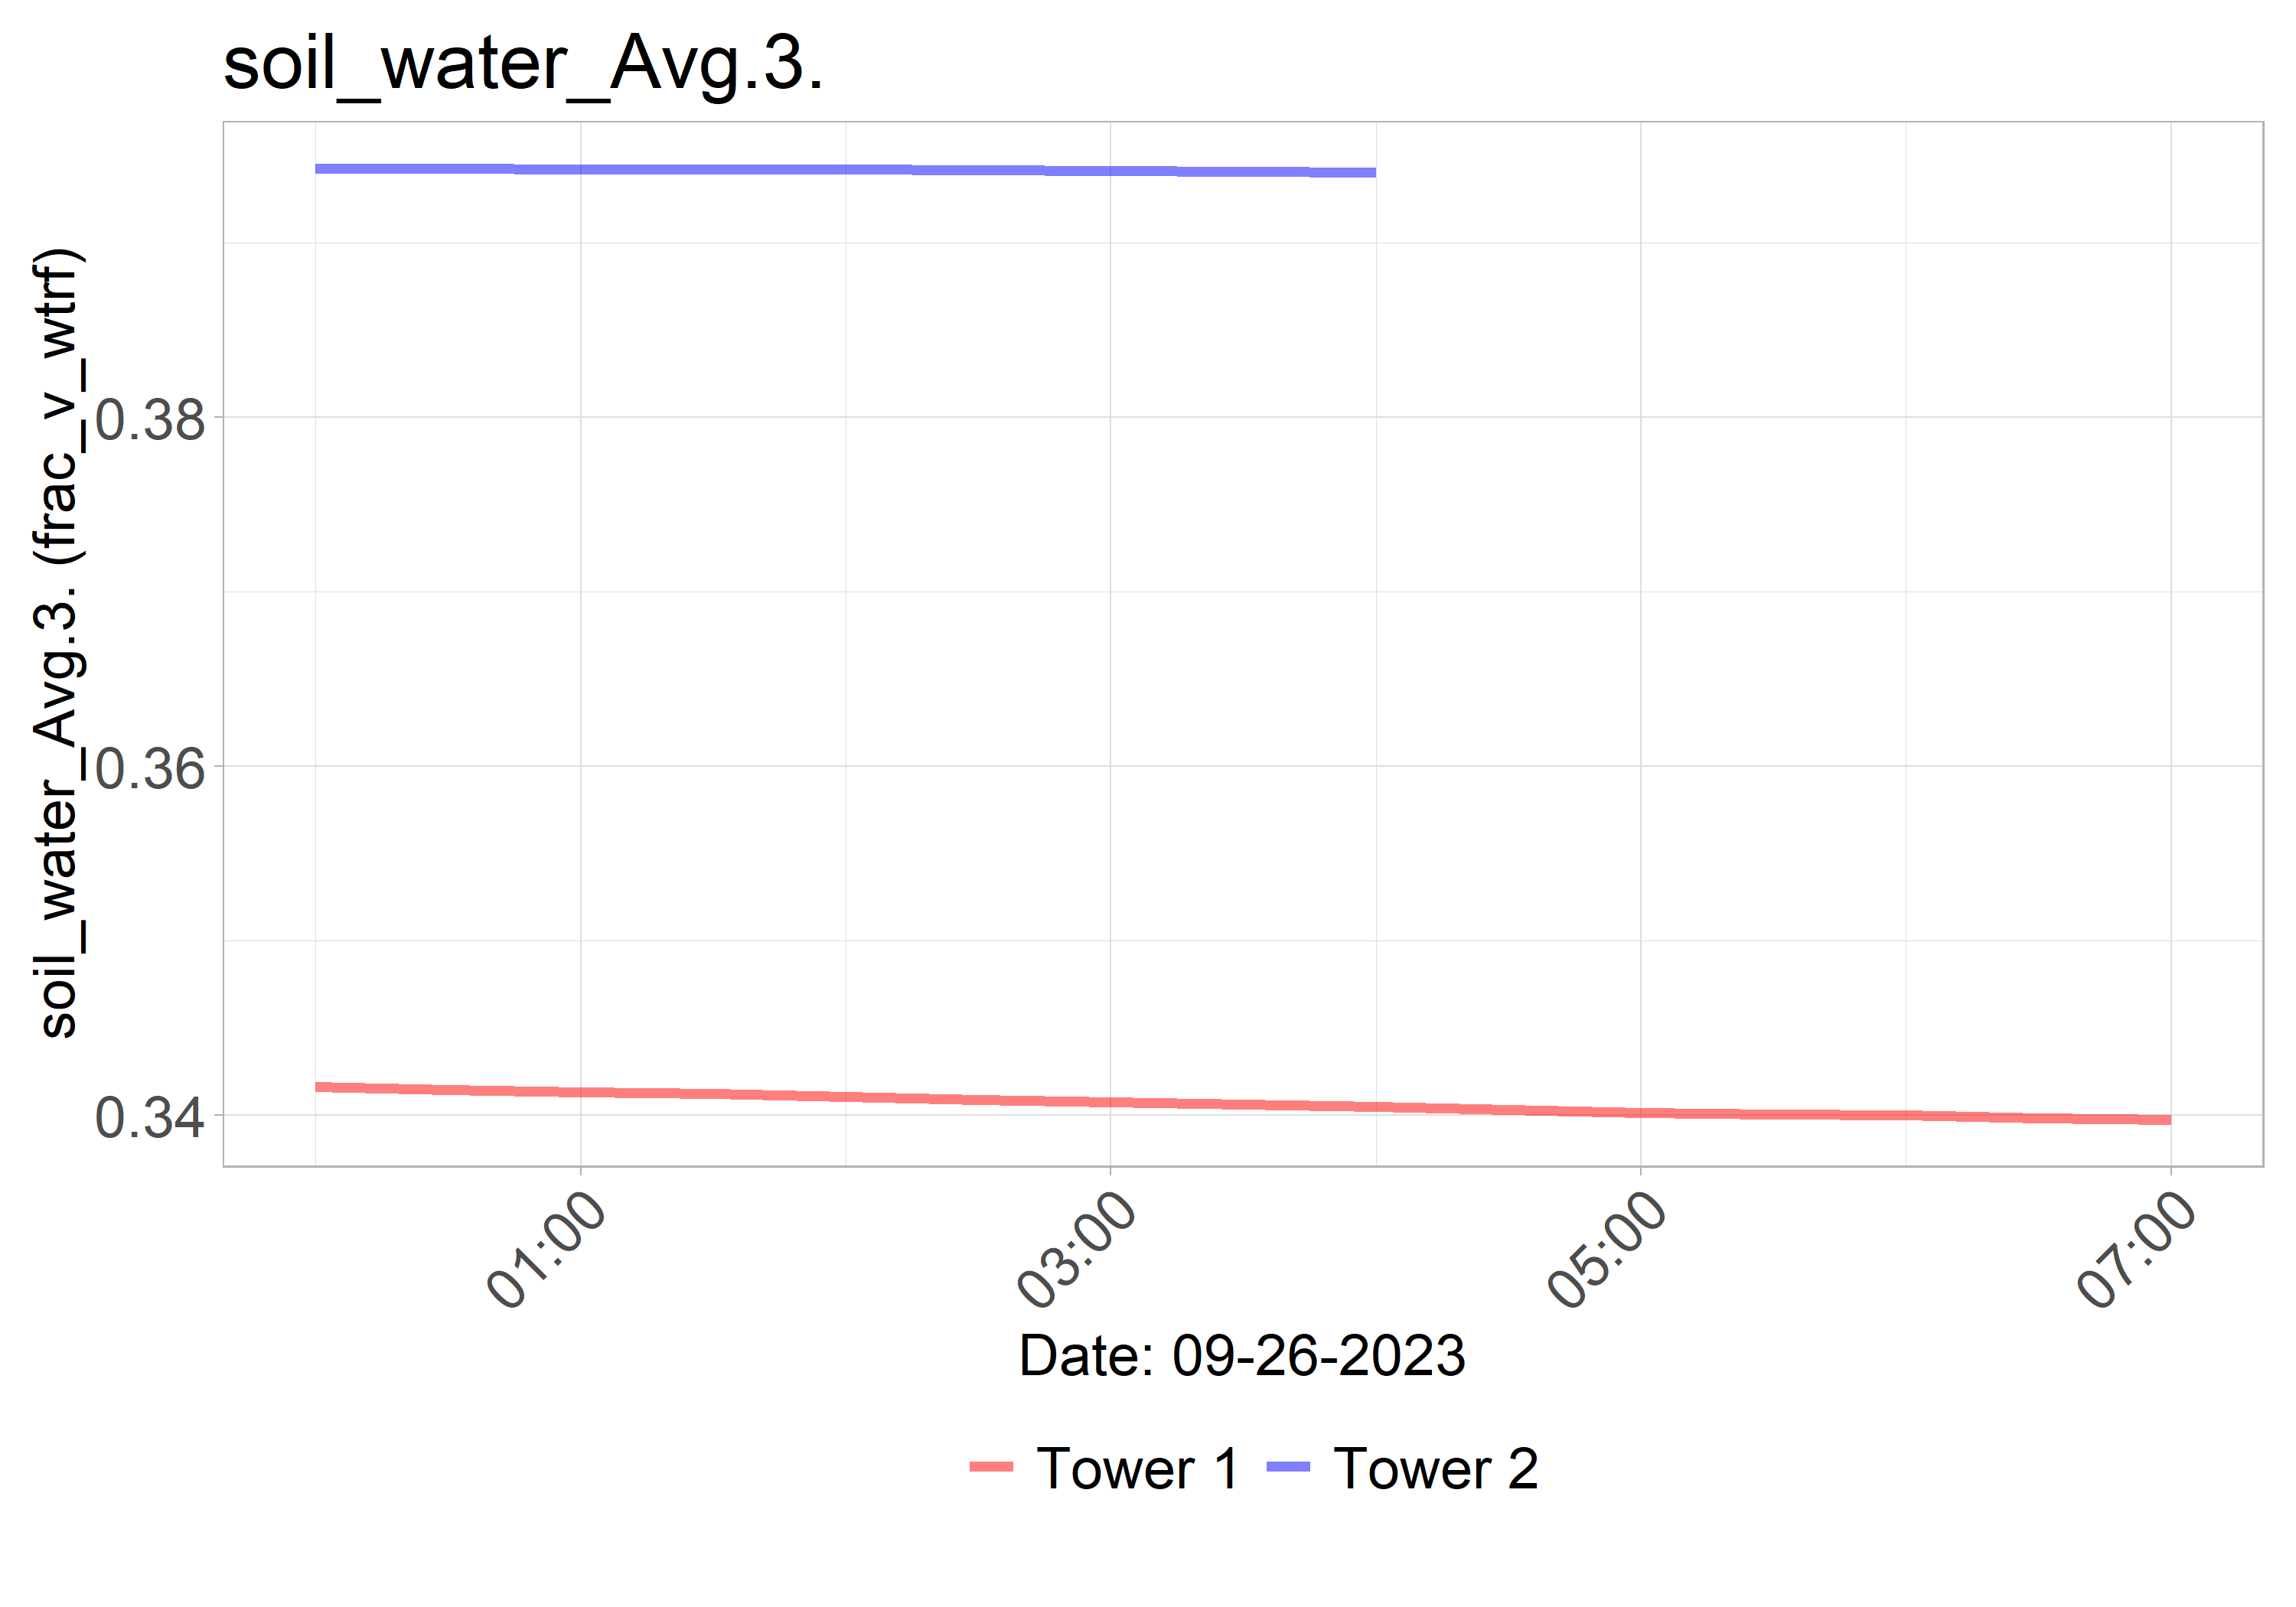 soil_water_Avg.3.
soil_water_Avg.3. (frac_v_wtrf)
0.38
0.36
0.34
01:00
03:00
05:00
07:00
Date: 09-26-2023
Tower 1
Tower 2